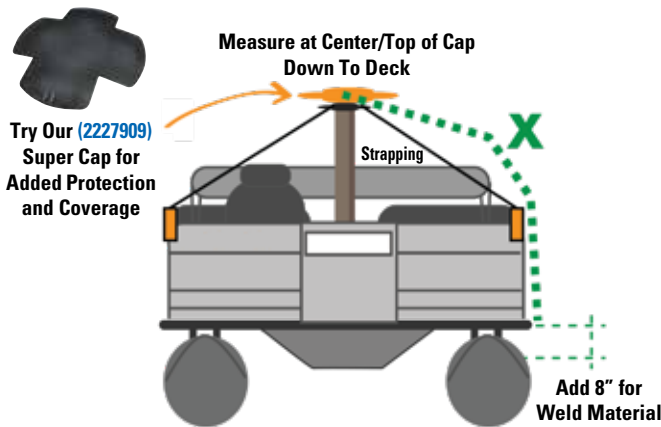 Measure at Center/Top of Cap
Down To Deck
Try Our (2227909)
Super Cap for
Added Protection
and Coverage
Strapping
X
Add 8” for
Weld Material